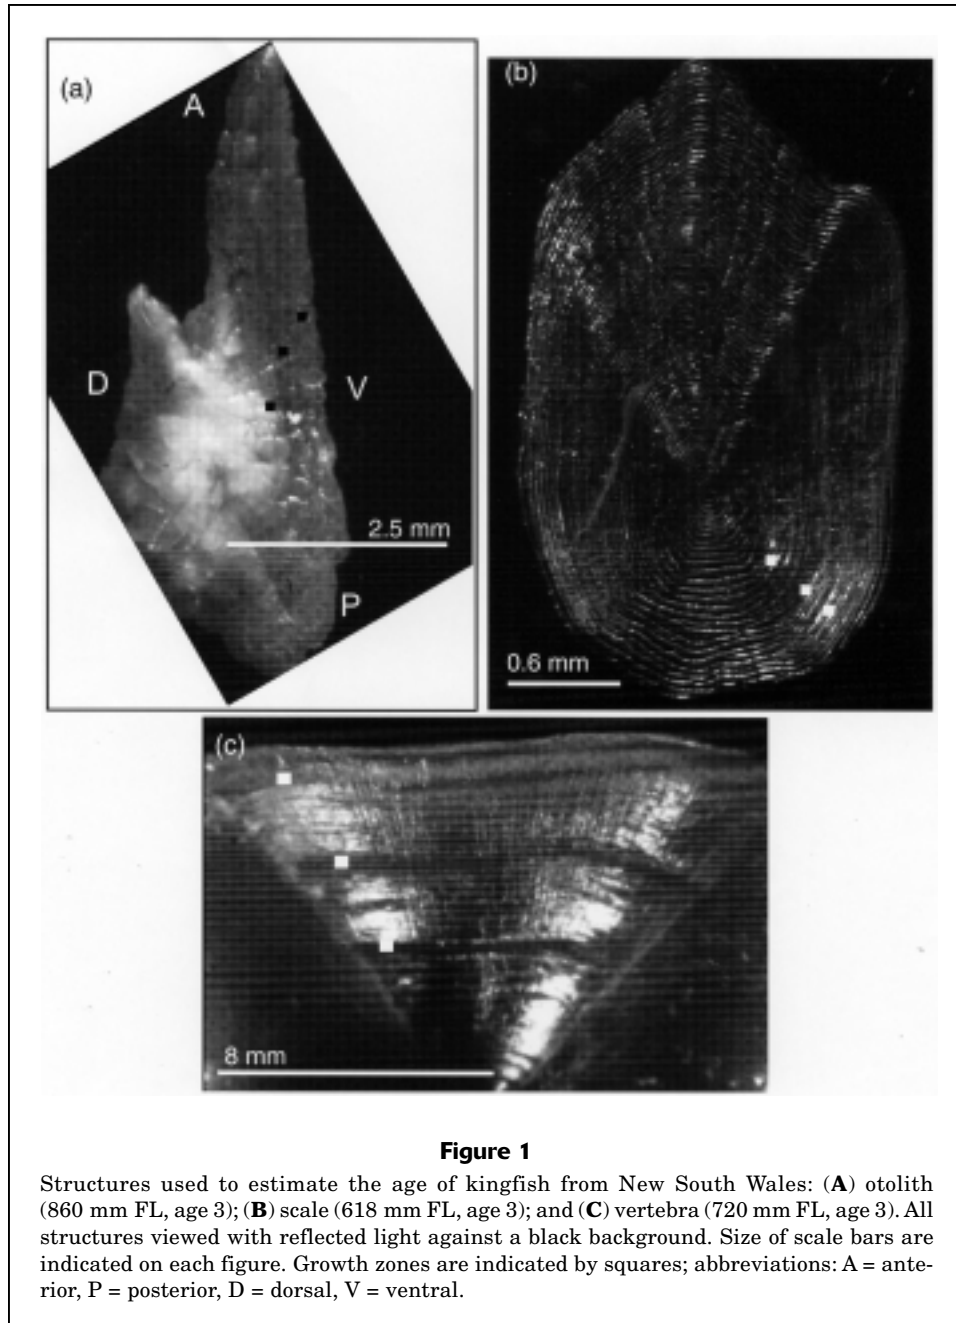 (a)
A
D
V
2.5 mm
P
(b)
0.6 mm
(c)
8 mm
Figure 1
Structures used to estimate the age of kingfish from New South Wales: (A) otolith
(860 mm FL, age 3); (B) scale (618 mm FL, age 3); and (C) vertebra (720 mm FL, age 3). All
structures viewed with reflected light against a black background. Size of scale bars are
indicated on each figure. Growth zones are indicated by squares; abbreviations: A = ante-
rior, P = posterior, D = dorsal, V = ventral.